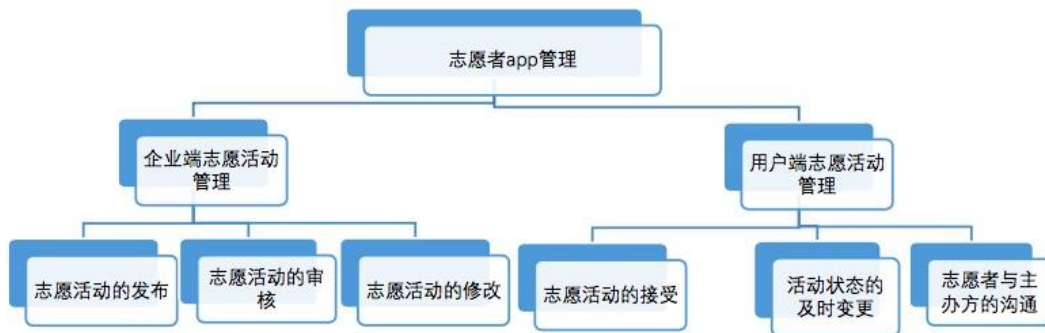 志愿者app管理
企业端志愿活动
管理
用户端志愿活动
管理
志愿活动的发布
志愿活动的审
核
志愿活动的修改
志愿活动的接受
活动状态的
及时变更
志愿者与主
办方的沟通